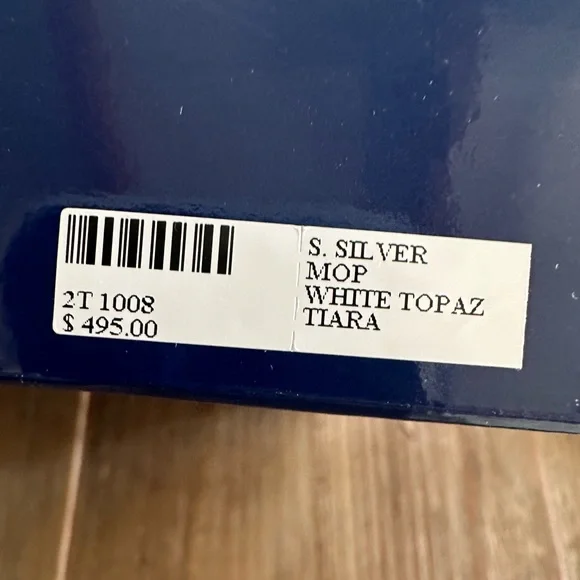 2T 1008
$ 495.00
S. SILVER
MOP
WHITE TOPAZ
TIARA